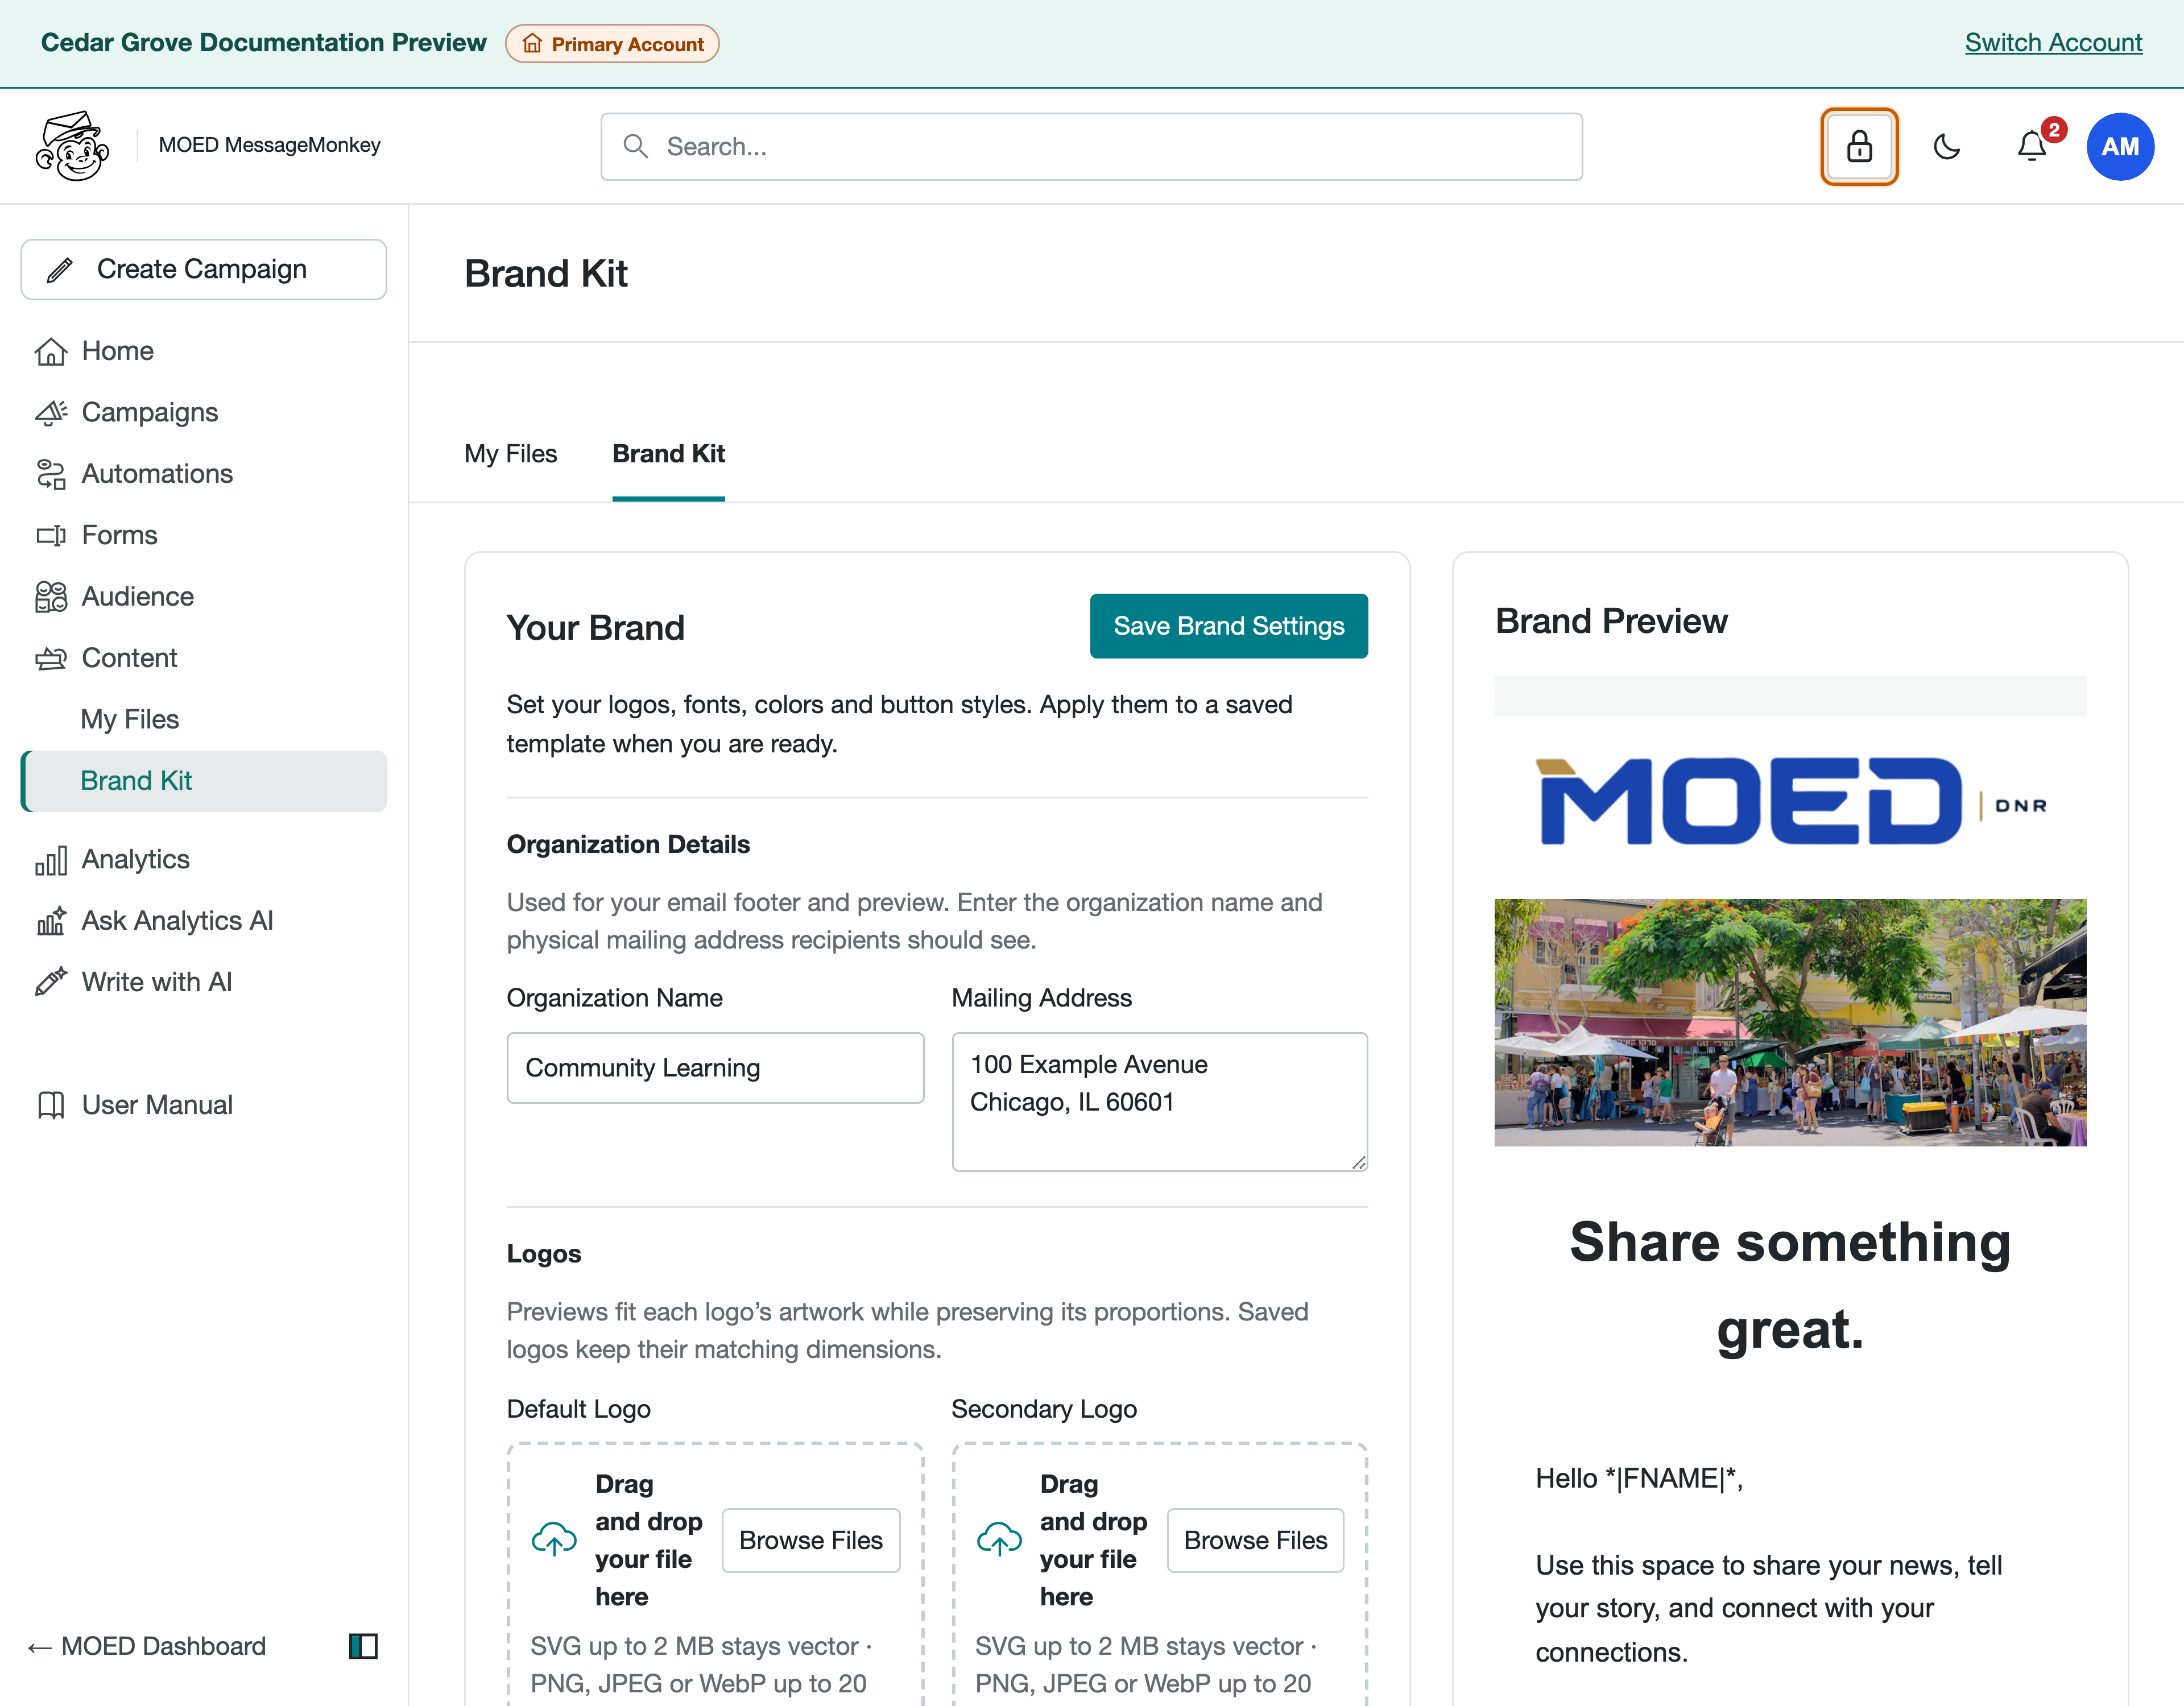 Cedar Grove Documentation Preview
Primary Account
Switch Account
MOED MessageMonkey
Search...
2
AM
Create Campaign
Home
Campaigns
Automations
Forms
Audience
Content
My Files
Brand Kit
Analytics
Ask Analytics AI
Write with AI
User Manual
← MOED Dashboard
Brand Kit
My Files
Brand Kit
Your Brand
Save Brand Settings
Set your logos, fonts, colors and button styles. Apply them to a saved
template when you are ready.
Organization Details
Used for your email footer and preview. Enter the organization name and
physical mailing address recipients should see.
Organization Name
Community Learning
Mailing Address
100 Example Avenue
Chicago, IL 60601
Logos
Previews fit each logo’s artwork while preserving its proportions. Saved
logos keep their matching dimensions.
Default Logo
Drag
and drop
your file
here
Browse Files
SVG up to 2 MB stays vector ·
PNG, JPEG or WebP up to 20
Secondary Logo
Drag
and drop
your file
here
Browse Files
SVG up to 2 MB stays vector ·
PNG, JPEG or WebP up to 20
Brand Preview
MOED | DNR
Share something
great.
Hello *|FNAME|*,
Use this space to share your news, tell
your story, and connect with your
connections.